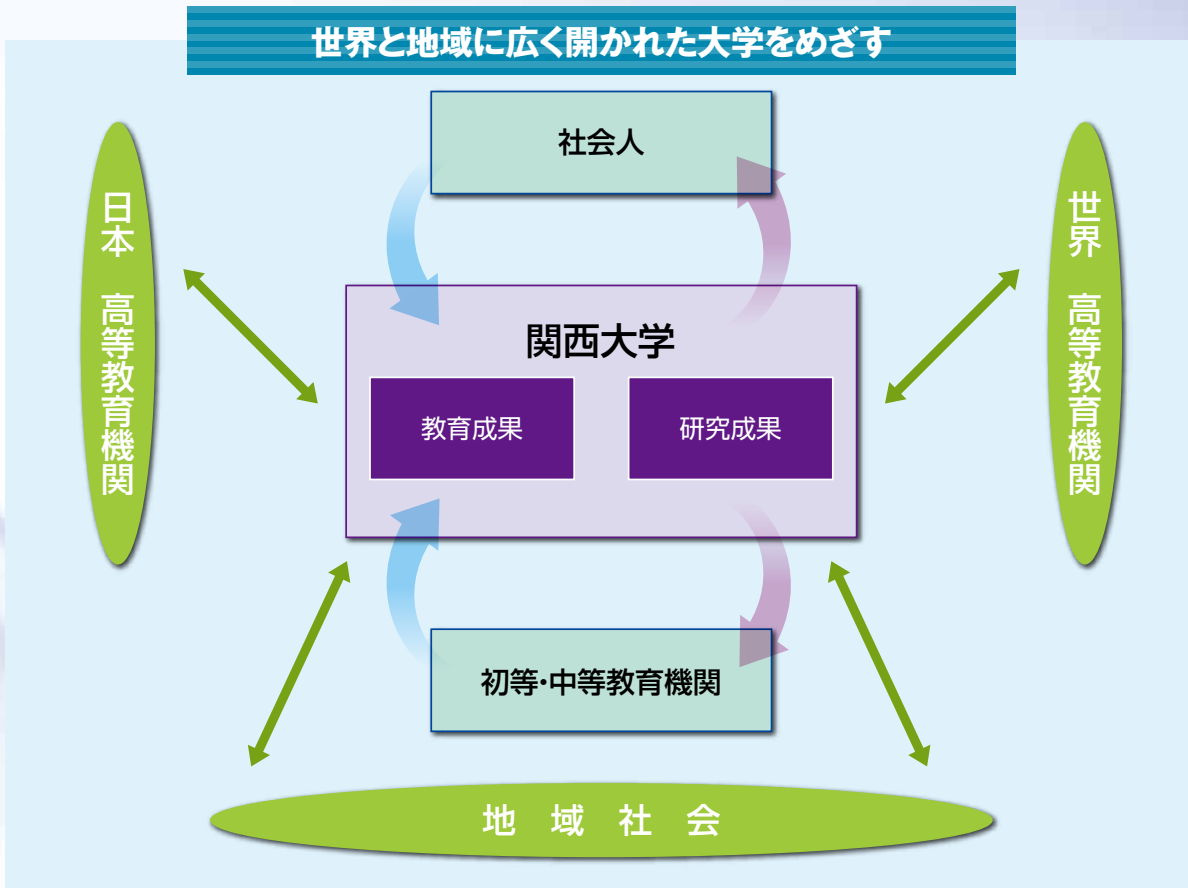 世界と地域に広く開かれた大学をめざす
社会人
日本 高等教育機関
世界 高等教育機関
関西大学
教育成果
研究成果
初等・中等教育機関
地域社会